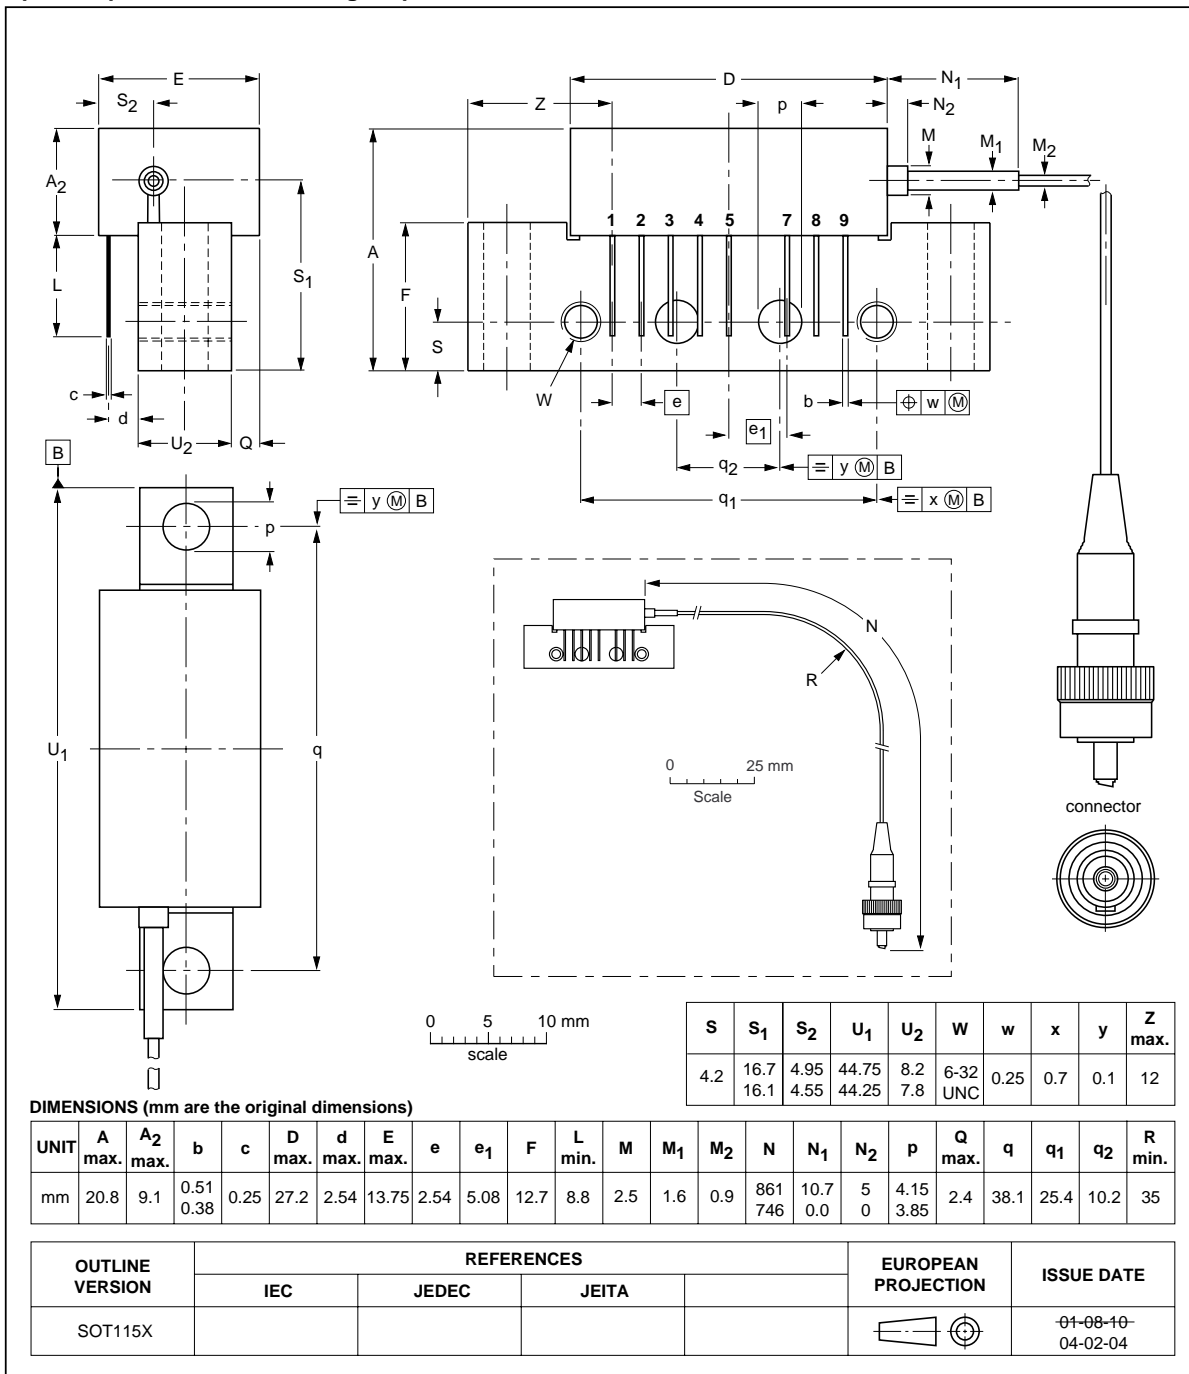 E
S2
A2
L
S1
c
d
U2
Q
D
N1
Z
p
N2
M
M1
M2
1 2 3 4 5 7 8 9
A
F
S
W
e
b
w M
e1
q2
y M B
q1
x M B
B
y M B
p
U1
q
N
R
0 25 mm
Scale
connector
0 5 10 mm
scale
S S1 S2 U1 U2 W w x y Z max.
4.2 16.7 16.1 4.95 4.55 44.75 44.25 8.2 7.8 6-32 UNC 0.25 0.7 0.1 12
DIMENSIONS (mm are the original dimensions)
UNIT A max. A2 max. b c D max. d max. E max. e e1 F L min. M M1 M2 N N1 N2 p Q max. q q1 q2 R min.
mm 20.8 9.1 0.51 0.38 0.25 27.2 2.54 13.75 2.54 5.08 12.7 8.8 2.5 1.6 0.9 861 746 10.7 0.0 5 0 4.15 3.85 2.4 38.1 25.4 10.2 35
OUTLINE VERSION REFERENCES EUROPEAN PROJECTION ISSUE DATE
IEC JEDEC JEITA
SOT115X
01-08-10
04-02-04